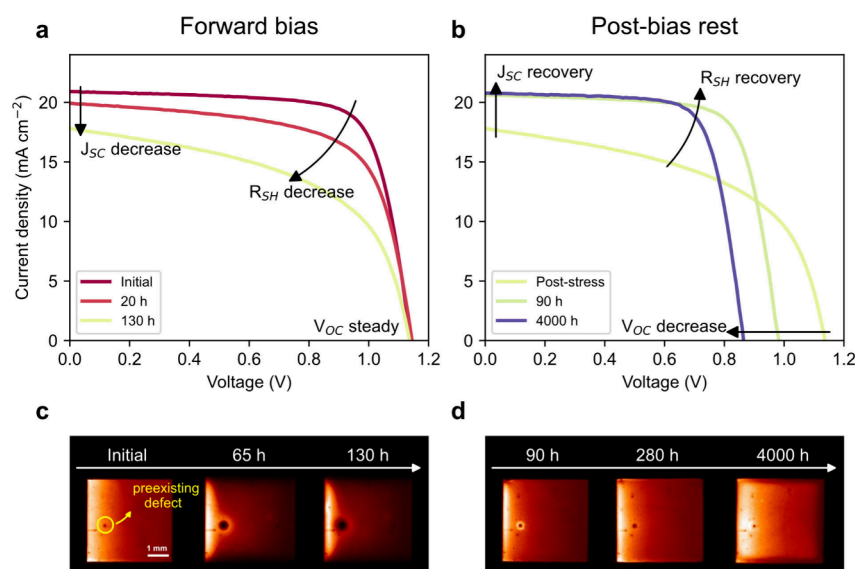 a
Forward bias
Current density (mA cm⁻²)
20
15
10
5
0
J_SC decrease
R_SH decrease
Initial
20 h
130 h
V_OC steady
0.0
0.2
0.4
0.6
0.8
1.0
1.2
Voltage (V)
b
Post-bias rest
20
15
10
5
0
J_SC recovery
R_SH recovery
Post-stress
90 h
4000 h
V_OC decrease
0.0
0.2
0.4
0.6
0.8
1.0
1.2
Voltage (V)
c
Initial
65 h
130 h
preexisting
defect
1 mm
d
90 h
280 h
4000 h